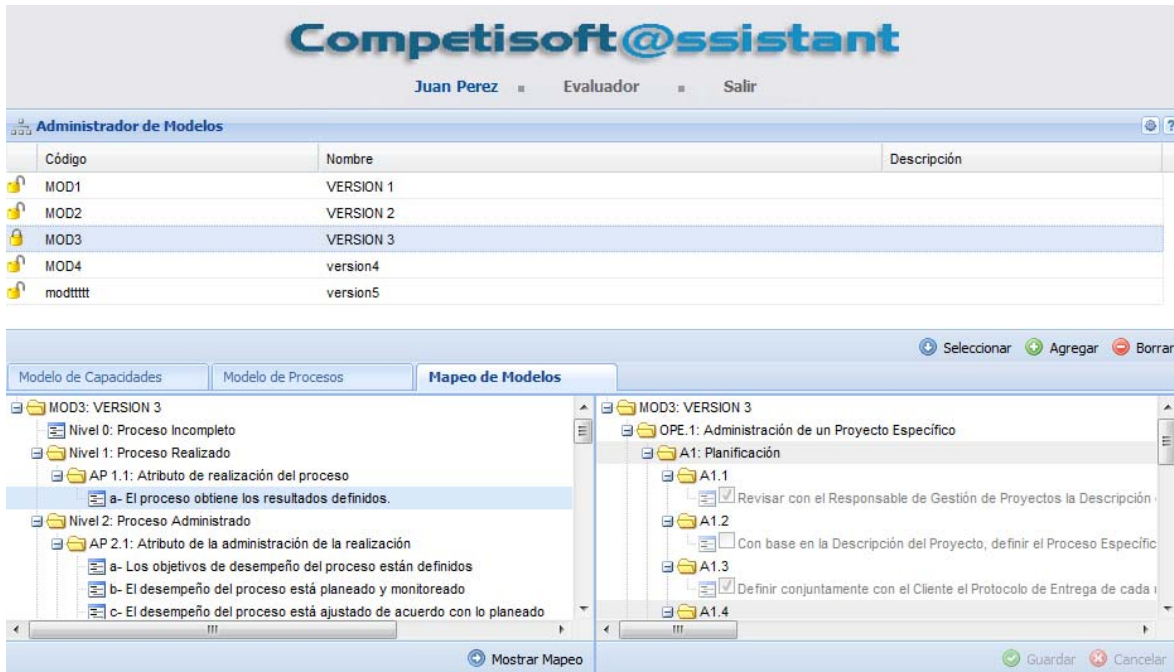 Competisoft@ssistant
Juan Perez Evaluador Salir
Administrador de Modelos ?
Código Nombre Descripción
MOD1 VERSION 1
MOD2 VERSION 2
MOD3 VERSION 3
MOD4 version4
modttttt version5
Seleccionar Agregar Borrar
Modelo de Capacidades Modelo de Procesos Mapeo de Modelos
MOD3: VERSION 3
Nivel 0: Proceso Incompleto
Nivel 1: Proceso Realizado
AP 1.1: Atributo de realización del proceso
a- El proceso obtiene los resultados definidos.
Nivel 2: Proceso Administrado
AP 2.1: Atributo de la administración de la realización
a- Los objetivos de desempeño del proceso están definidos
b- El desempeño del proceso está planeado y monitoreado
c- El desempeño del proceso está ajustado de acuerdo con lo planeado
Mostrar Mapeo
MOD3: VERSION 3
OPE.1: Administración de un Proyecto Específico
A1: Planificación
A1.1
Revisar con el Responsable de Gestión de Proyectos la Descripción
A1.2
Con base en la Descripción del Proyecto, definir el Proceso Específic
A1.3
Definir conjuntamente con el Cliente el Protocolo de Entrega de cada
A1.4
Guardar Cancelar